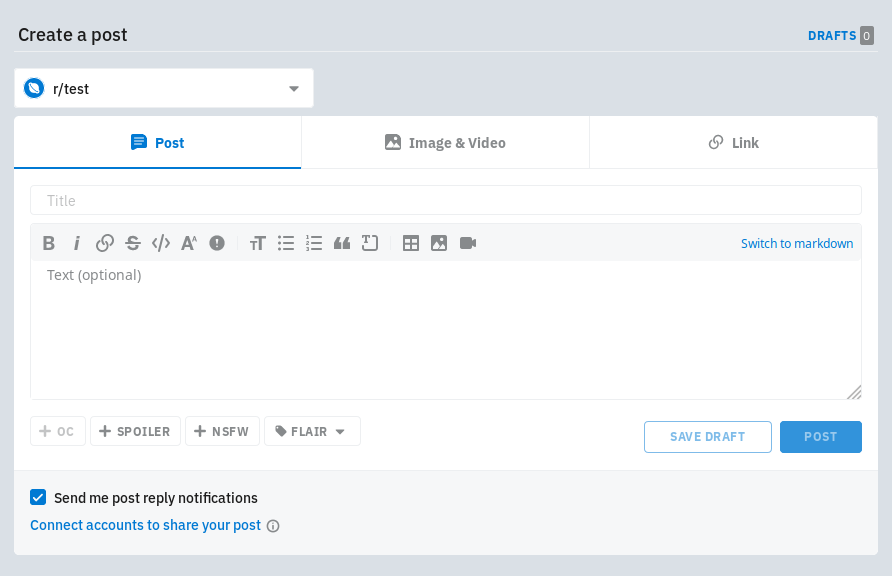 Create a post
DRAFTS 0
r/test
Post
Image & Video
Link
Title
Switch to markdown
Text (optional)
OC
SPOILER
NSFW
FLAIR
SAVE DRAFT
POST
Send me post reply notifications
Connect accounts to share your post